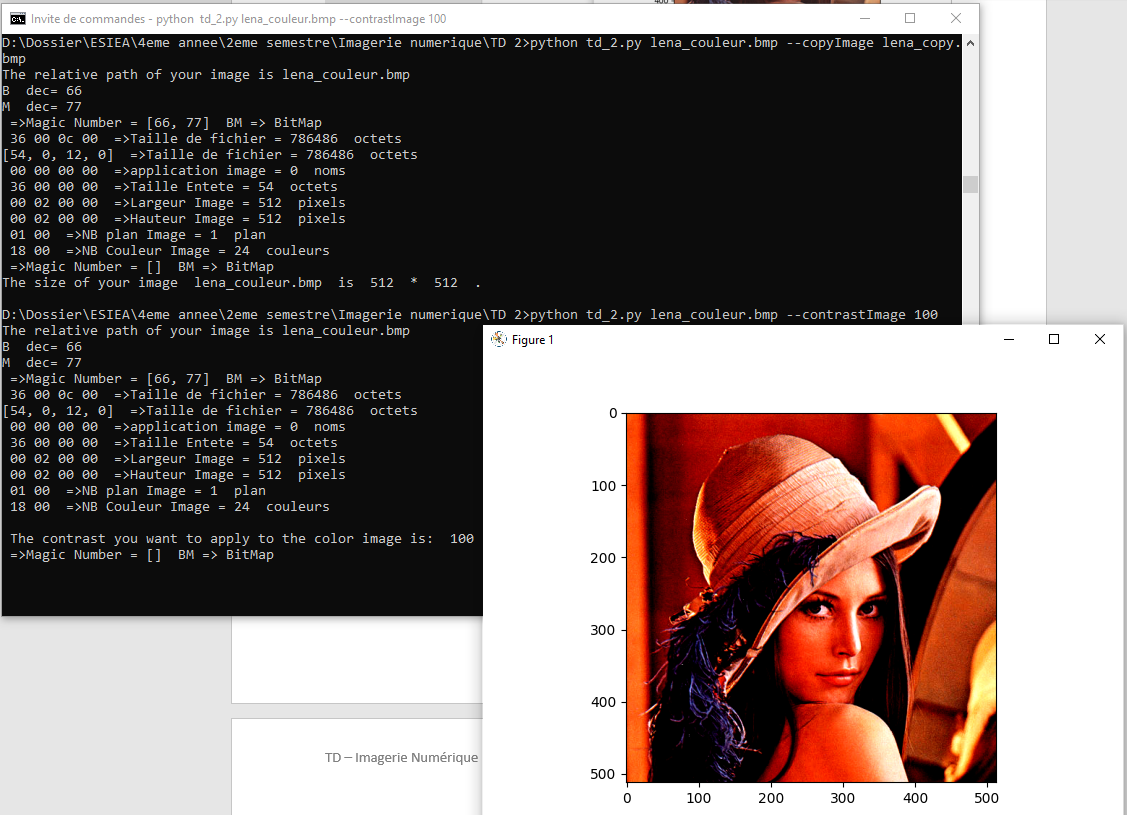 Invite de commandes - python  td_2.py lena_couleur.bmp --contrastImage 100
D:\Dossier\ESIEA\4eme annee\2eme semestre\Imagerie numerique\TD 2>python td_2.py lena_couleur.bmp --copyImage lena_copy.
bmp
The relative path of your image is lena_couleur.bmp
B  dec= 66
M  dec= 77
 =>Magic Number = [66, 77]  BM => BitMap
 36 00 0c 00  =>Taille de fichier = 786486  octets
[54, 0, 12, 0]  =>Taille de fichier = 786486  octets
 00 00 00 00  =>application image = 0  noms
 36 00 00 00  =>Taille Entete = 54  octets
 00 02 00 00  =>Largeur Image = 512  pixels
 00 02 00 00  =>Hauteur Image = 512  pixels
 01 00  =>NB plan Image = 1  plan
 18 00  =>NB Couleur Image = 24  couleurs
 =>Magic Number = []  BM => BitMap
The size of your image  lena_couleur.bmp  is  512  *  512  .
D:\Dossier\ESIEA\4eme annee\2eme semestre\Imagerie numerique\TD 2>python td_2.py lena_couleur.bmp --contrastImage 100
The relative path of your image is lena_couleur.bmp
B  dec= 66
M  dec= 77
 =>Magic Number = [66, 77]  BM => BitMap
 36 00 0c 00  =>Taille de fichier = 786486  octets
[54, 0, 12, 0]  =>Taille de fichier = 786486  octets
 00 00 00 00  =>application image = 0  noms
 36 00 00 00  =>Taille Entete = 54  octets
 00 02 00 00  =>Largeur Image = 512  pixels
 00 02 00 00  =>Hauteur Image = 512  pixels
 01 00  =>NB plan Image = 1  plan
 18 00  =>NB Couleur Image = 24  couleurs
 The contrast you want to apply to the color image is:  100
 =>Magic Number = []  BM => BitMap
Figure 1
0
100
200
300
400
500
0 100 200 300 400 500
TD – Imagerie Numérique